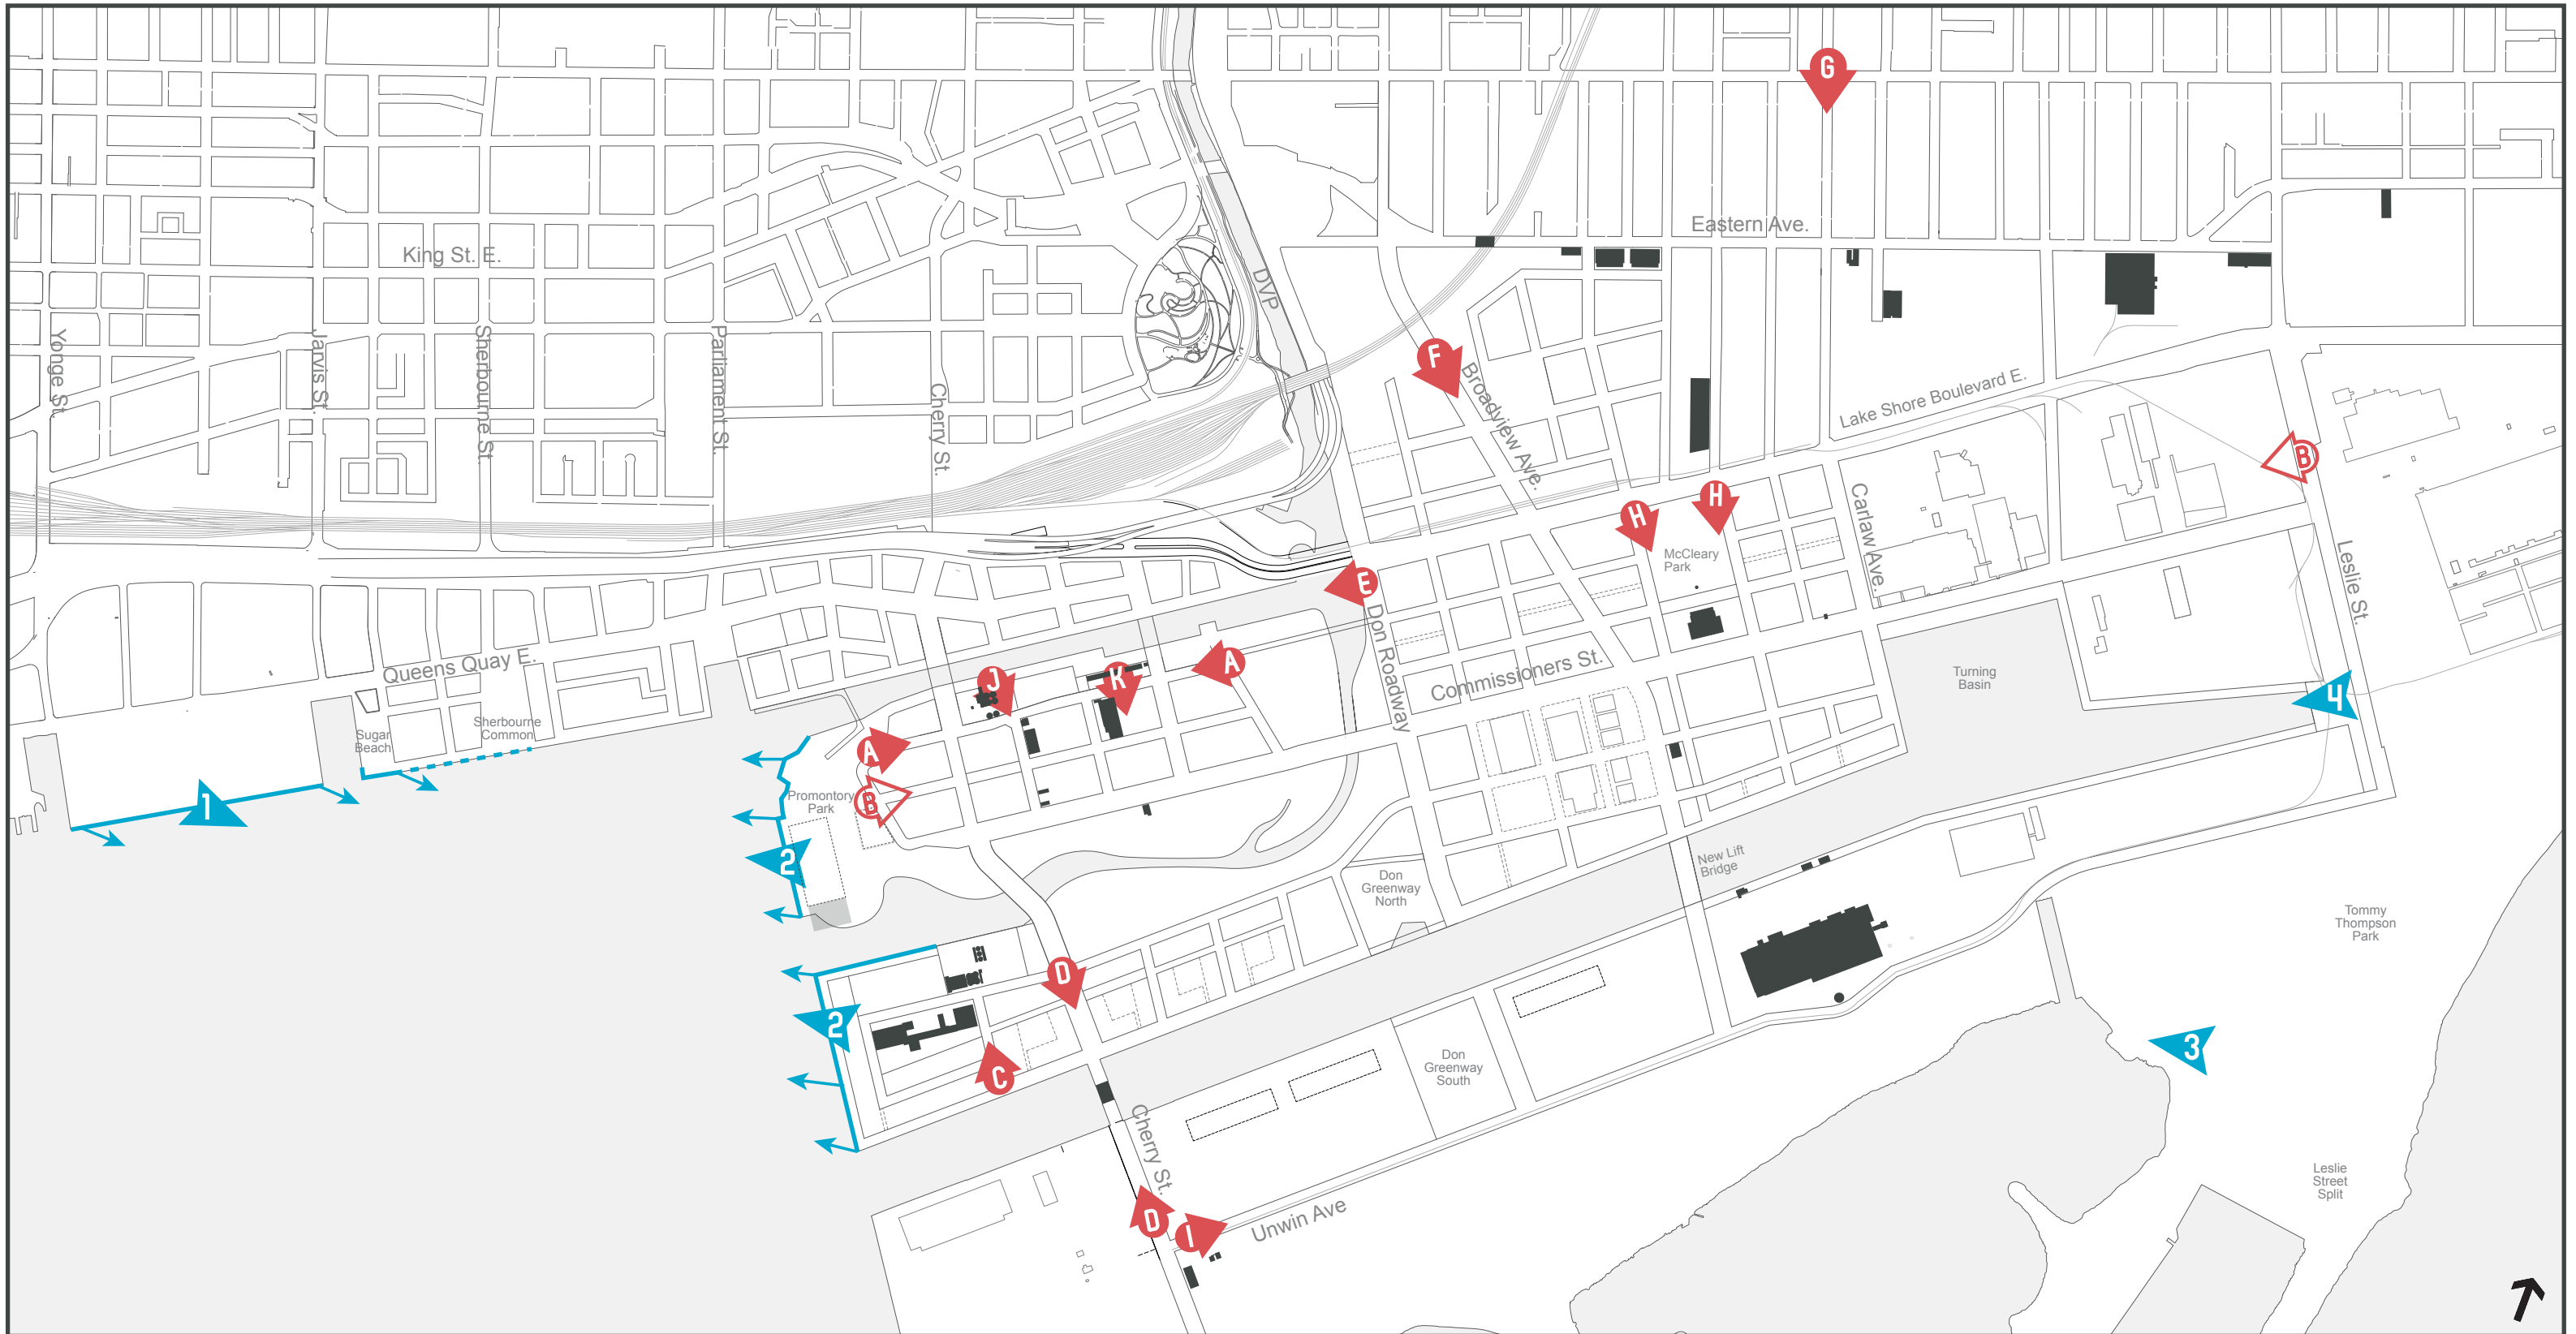 G
Eastern Ave.
King St. E.
DVP
Yonge St.
Jarvis St.
Sherbourne St.
Parliament St.
Cherry St.
F
Broadview Ave.
Lake Shore Boulevard E.
B
H
H
McCleary
Park
Carlaw Ave.
Leslie St.
E
Don Roadway
Commissioners St.
Queens Quay E.
Sugar
Beach
Sherbourne
Common
J
K
A
Turning
Basin
4
A
B
Promontory
Park
1
2
New Lift
Bridge
Don
Greenway
North
Tommy
Thompson
Park
D
2
C
3
Don
Greenway
South
Cherry St.
Leslie
Street
Split
D
I
Unwin Ave